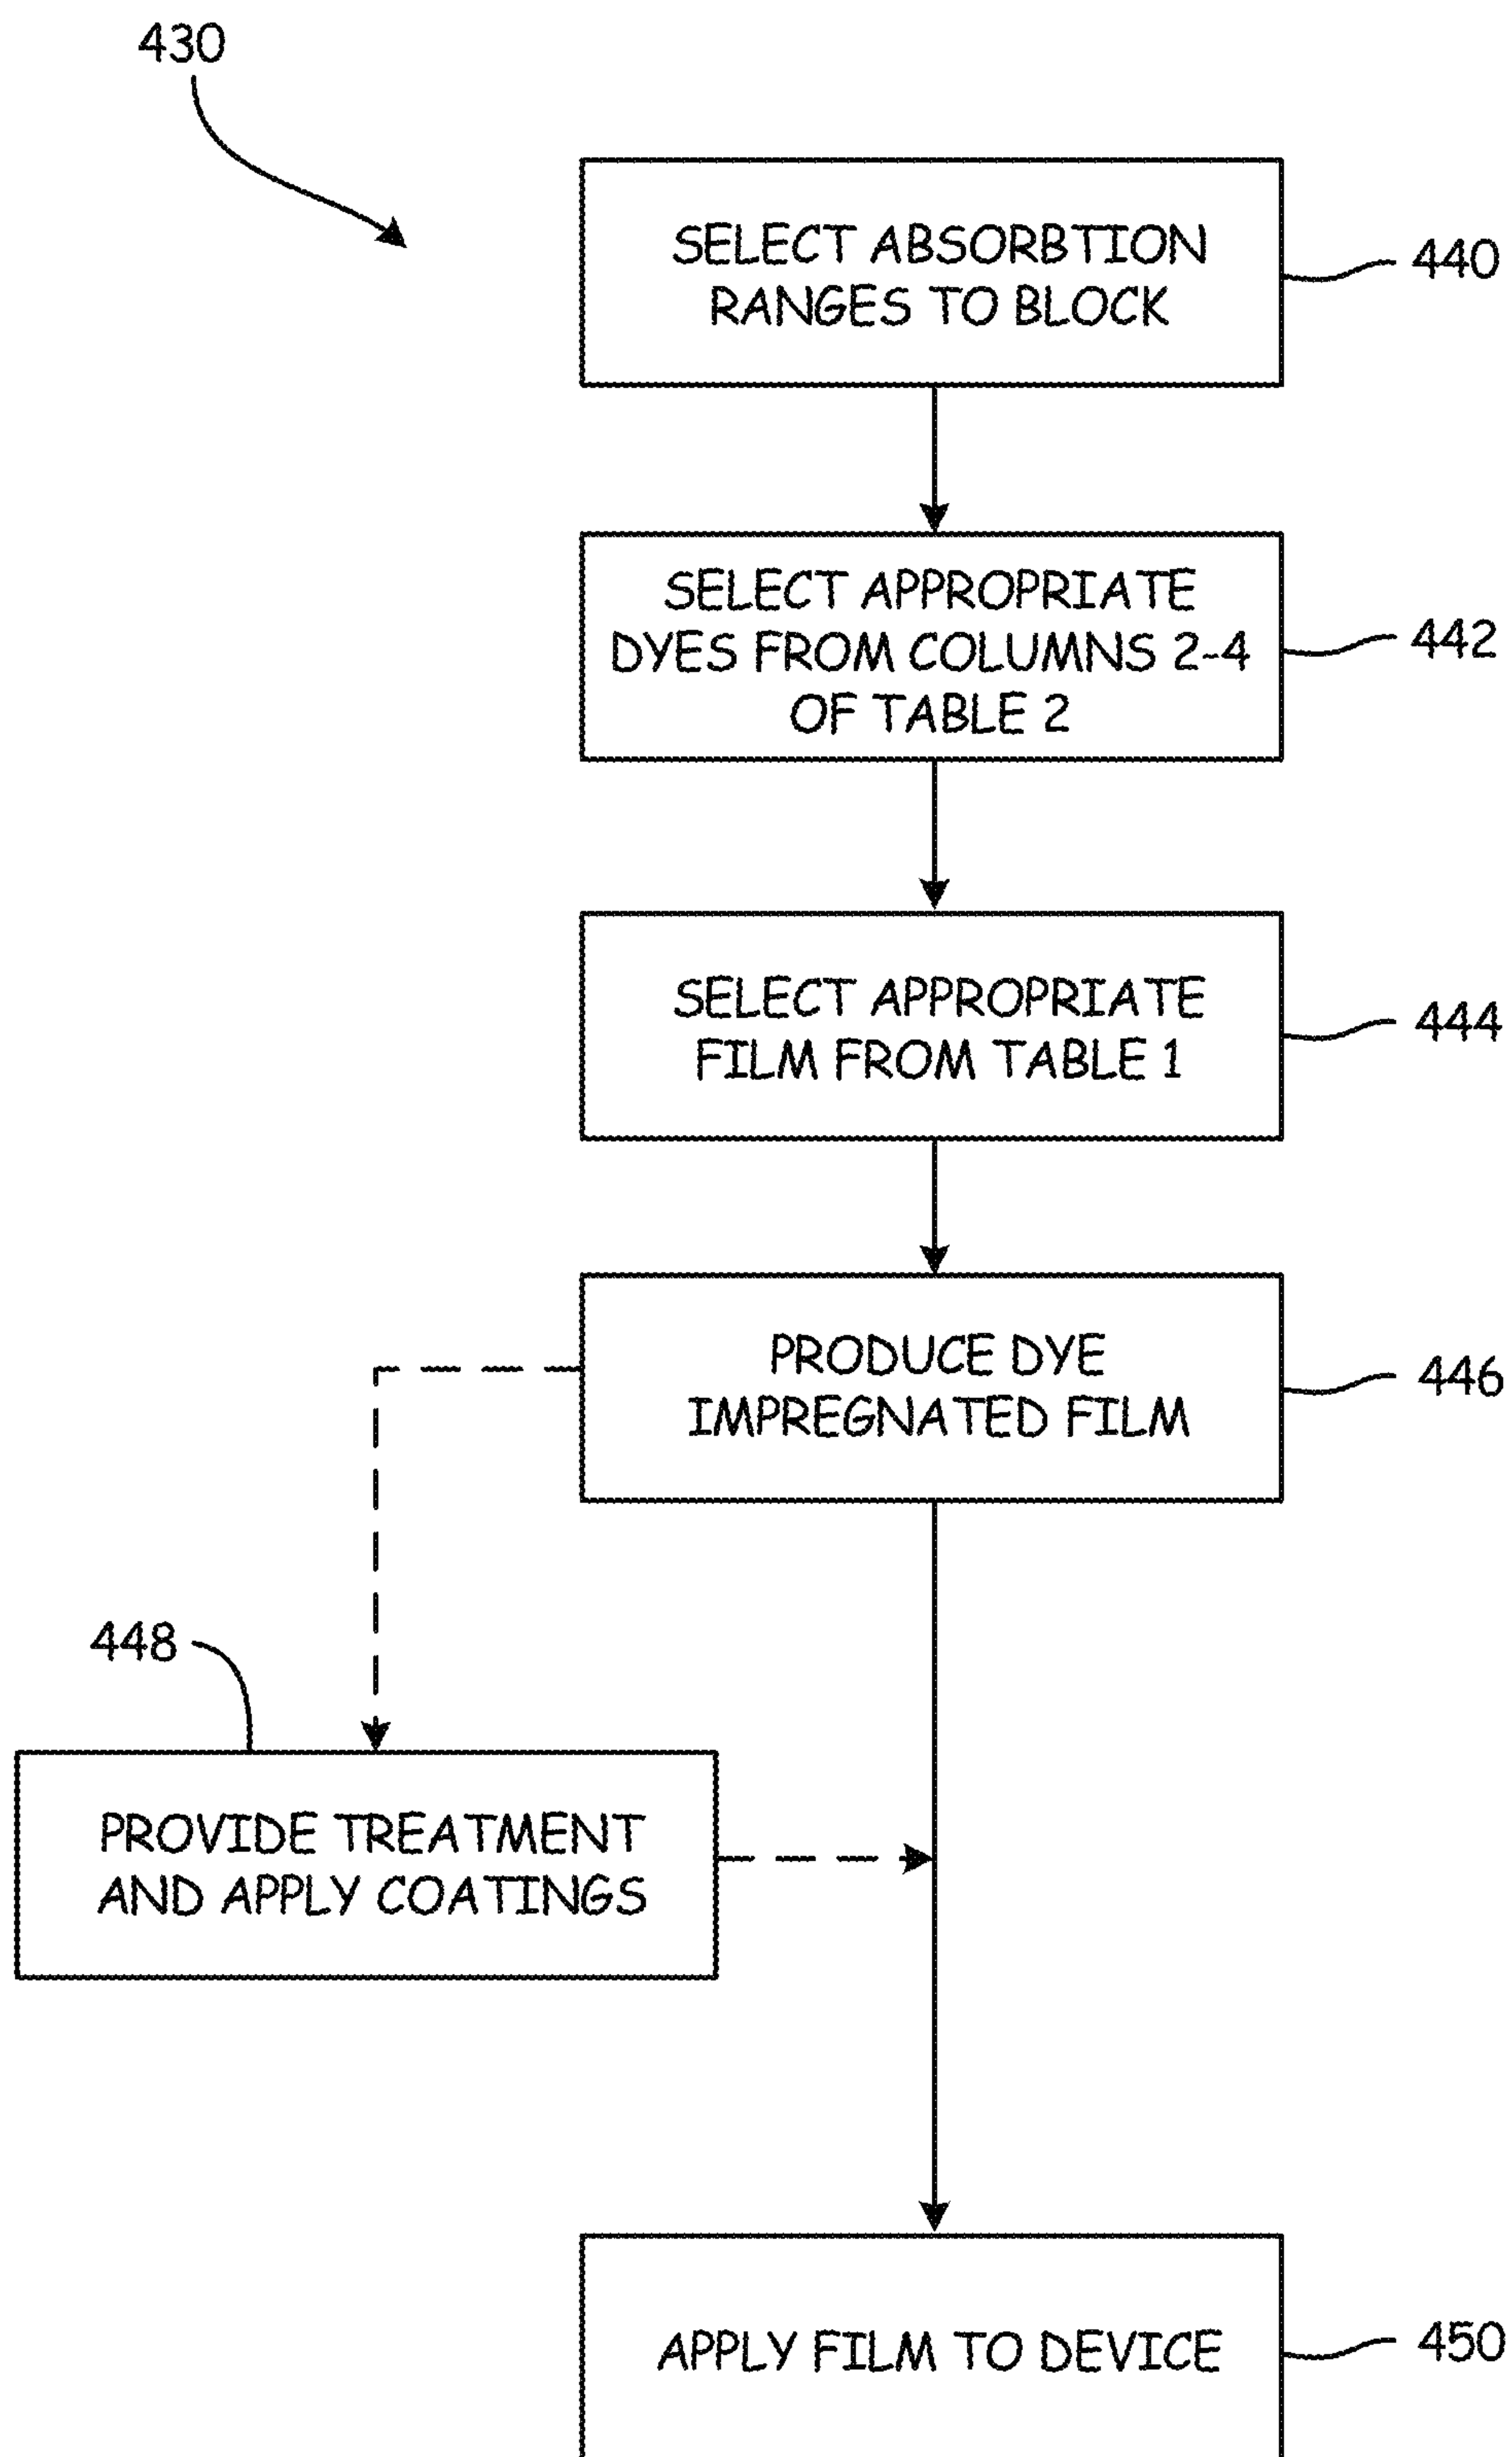 430
SELECT ABSORBTION
RANGES TO BLOCK
440
SELECT APPROPRIATE
DYES FROM COLUMNS 2-4
OF TABLE 2
442
SELECT APPROPRIATE
FILM FROM TABLE 1
444
PRODUCE DYE
IMPREGNATED FILM
446
448
PROVIDE TREATMENT
AND APPLY COATINGS
APPLY FILM TO DEVICE
450